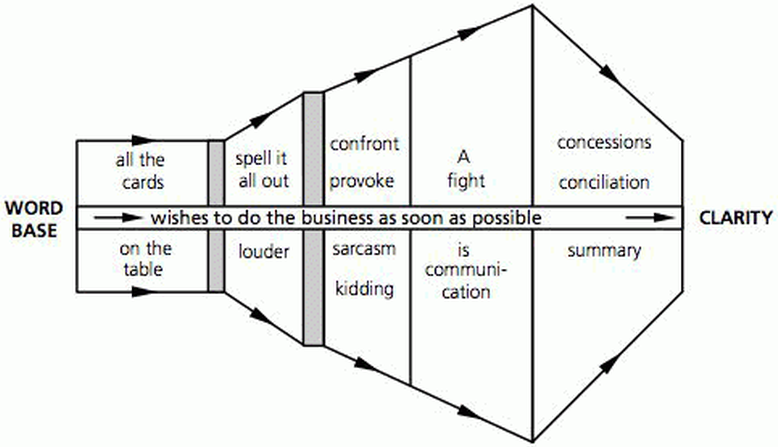 all the
cards
spell it
all out
confront
provoke
A
fight
concessions
conciliation
WORD
BASE
wishes to do the business as soon as possible
CLARITY
on the
table
louder
sarcasm
kidding
is
communi-
cation
summary